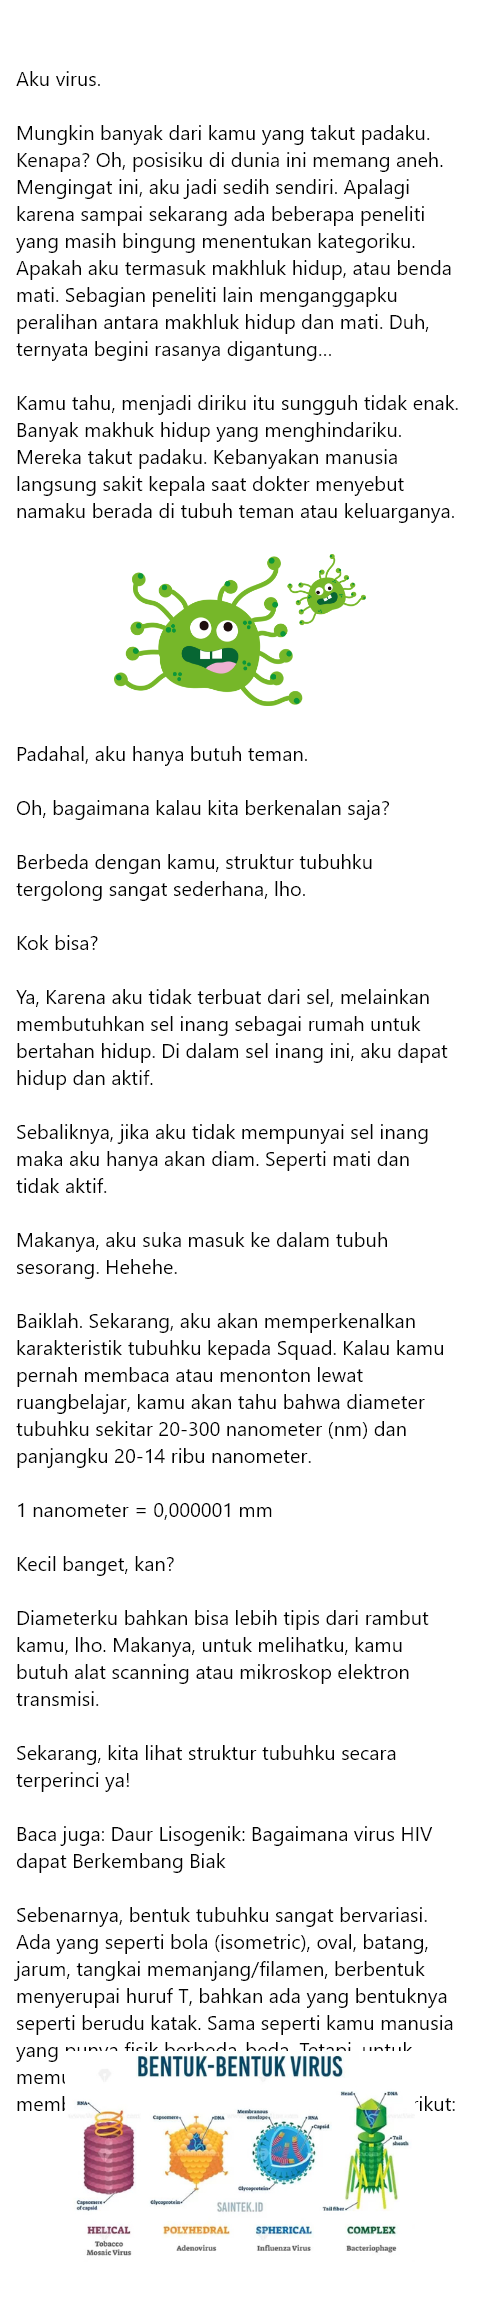 Aku virus.
Mungkin banyak dari kamu yang takut padaku.
Kenapa? Oh, posisiku di dunia ini memang aneh.
Mengingat ini, aku jadi sedih sendiri. Apalagi
karena sampai sekarang ada beberapa peneliti
yang masih bingung menentukan kategoriku.
Apakah aku termasuk makhluk hidup, atau benda
mati. Sebagian peneliti lain menganggapku
peralihan antara makhluk hidup dan mati. Duh,
ternyata begini rasanya digantung...
Kamu tahu, menjadi diriku itu sungguh tidak enak.
Banyak makhuk hidup yang menghindariku.
Mereka takut padaku. Kebanyakan manusia
langsung sakit kepala saat dokter menyebut
namaku berada di tubuh teman atau keluarganya.
Padahal, aku hanya butuh teman.
Oh, bagaimana kalau kita berkenalan saja?
Berbeda dengan kamu, struktur tubuhku
tergolong sangat sederhana, lho.
Kok bisa?
Ya, Karena aku tidak terbuat dari sel, melainkan
membutuhkan sel inang sebagai rumah untuk
bertahan hidup. Di dalam sel inang ini, aku dapat
hidup dan aktif.
Sebaliknya, jika aku tidak mempunyai sel inang
maka aku hanya akan diam. Seperti mati dan
tidak aktif.
Makanya, aku suka masuk ke dalam tubuh
sesorang. Hehehe.
Baiklah. Sekarang, aku akan memperkenalkan
karakteristik tubuhku kepada Squad. Kalau kamu
pernah membaca atau menonton lewat
ruangbelajar, kamu akan tahu bahwa diameter
tubuhku sekitar 20-300 nanometer (nm) dan
panjangku 20-14 ribu nanometer.
1 nanometer = 0,000001 mm
Kecil banget, kan?
Diameterku bahkan bisa lebih tipis dari rambut
kamu, lho. Makanya, untuk melihatku, kamu
butuh alat scanning atau mikroskop elektron
transmisi.
Sekarang, kita lihat struktur tubuhku secara
terperinci ya!
Baca juga: Daur Lisogenik: Bagaimana virus HIV
dapat Berkembang Biak
Sebenarnya, bentuk tubuhku sangat bervariasi.
Ada yang seperti bola (isometric), oval, batang,
jarum, tangkai memanjang/filamen, berbentuk
menyerupai huruf T, bahkan ada yang bentuknya
seperti berudu katak. Sama seperti kamu manusia
yang punya fisik berbeda-beda. Tetapi, untuk
BENTUK-BENTUK VIRUS
RNA
Capsomere
of capsid
HELICAL
Tobacco
Mosaic Virus
Capsomere
DNA
Glycoprotein
POLYHEDRAL
Adenovirus
Membranous
envelope
RNA
Capsid
Glycoprotein
SPHERICAL
Influenza Virus
Head
DNA
Tail
sheath
Tail fiber
COMPLEX
Bacteriophage
SAINTEK.ID